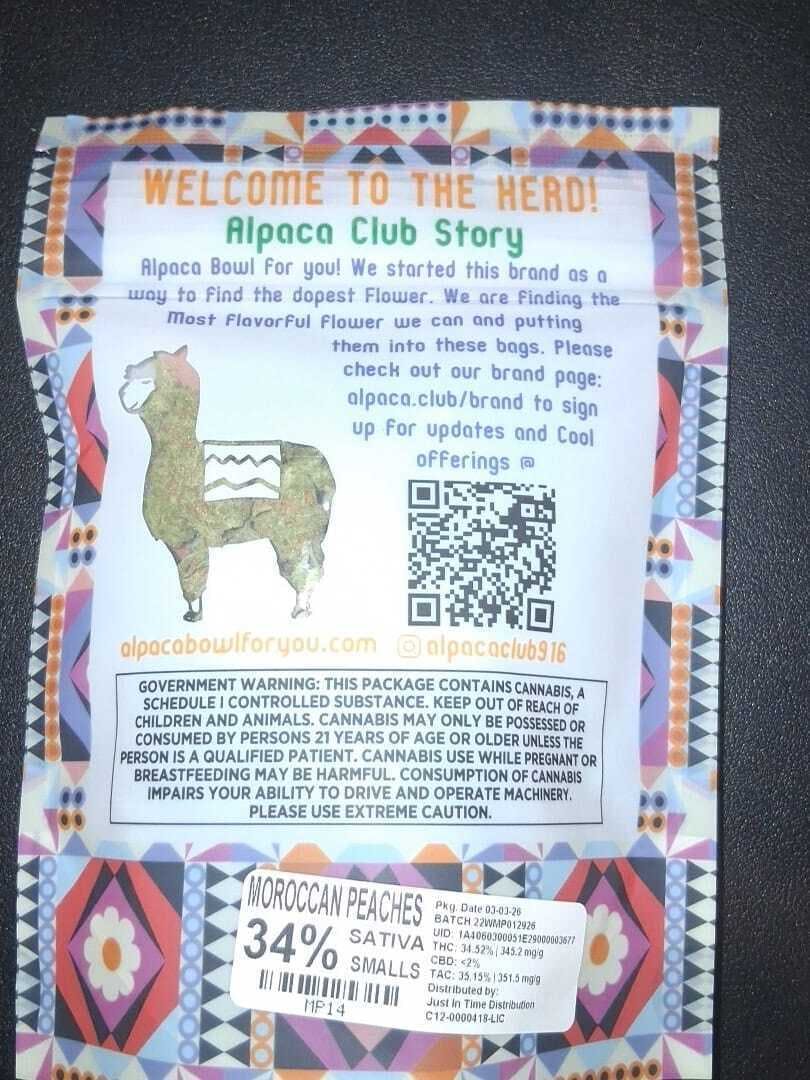 WELCOME TO THE HERD!
Alpaca Club Story
Alpaca Bowl For you! We started this brand as a
way to Find the dopest Flower. We are Finding the
Most FlavorFul Flower we can and putting
them into these bags. Please
check out our brand page:
alpaca.club/brand to sign
up For updates and Cool
oFFerings @
alpacabowlforyou.com alpacaclub916
GOVERNMENT WARNING: THIS PACKAGE CONTAINS CANNABIS, A
SCHEDULE I CONTROLLED SUBSTANCE. KEEP OUT OF REACH OF
CHILDREN AND ANIMALS. CANNABIS MAY ONLY BE POSSESSED OR
CONSUMED BY PERSONS 21 YEARS OF AGE OR OLDER UNLESS THE
PERSON IS A QUALIFIED PATIENT. CANNABIS USE WHILE PREGNANT OR
BREASTFEEDING MAY BE HARMFUL. CONSUMPTION OF CANNABIS
IMPAIRS YOUR ABILITY TO DRIVE AND OPERATE MACHINERY.
PLEASE USE EXTREME CAUTION.
MOROCCAN PEACHES
34% SATIVA
SMALLS
MP14
Pkg. Date 03-03-26
BATCH 22WMP012926
UID: 1A4060300051E29000003677
THC: 34.52% | 345.2 mg/g
CBD: <2%
TAC: 35.15% | 351.5 mg/g
Distributed by:
Just In Time Distribution
C12-0000418-LIC